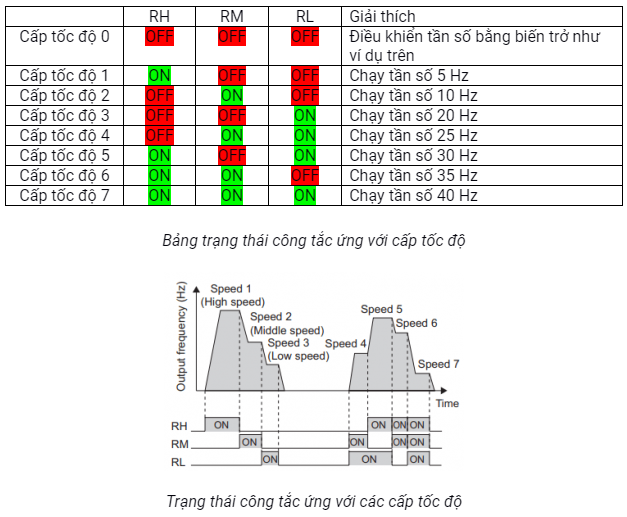 RH RM RL Giải thích
Cấp tốc độ 0 OFF OFF OFF Điều khiển tần số bằng biến trở như
ví dụ trên
Cấp tốc độ 1 ON OFF OFF Chạy tần số 5 Hz
Cấp tốc độ 2 OFF ON OFF Chạy tần số 10 Hz
Cấp tốc độ 3 OFF OFF ON Chạy tần số 20 Hz
Cấp tốc độ 4 OFF ON ON Chạy tần số 25 Hz
Cấp tốc độ 5 ON OFF ON Chạy tần số 30 Hz
Cấp tốc độ 6 ON ON OFF Chạy tần số 35 Hz
Cấp tốc độ 7 ON ON ON Chạy tần số 40 Hz
Bảng trạng thái công tắc ứng với cấp tốc độ
Output frequency (Hz)
Speed 1
(High speed)
Speed 2
(Middle speed)
Speed 3
(Low speed)
Speed 4
Speed 5
Speed 6
Speed 7
Time
RH ON ON ON ON
RM ON ON ON ON
RL ON ON ON
Trạng thái công tắc ứng với các cấp tốc độ